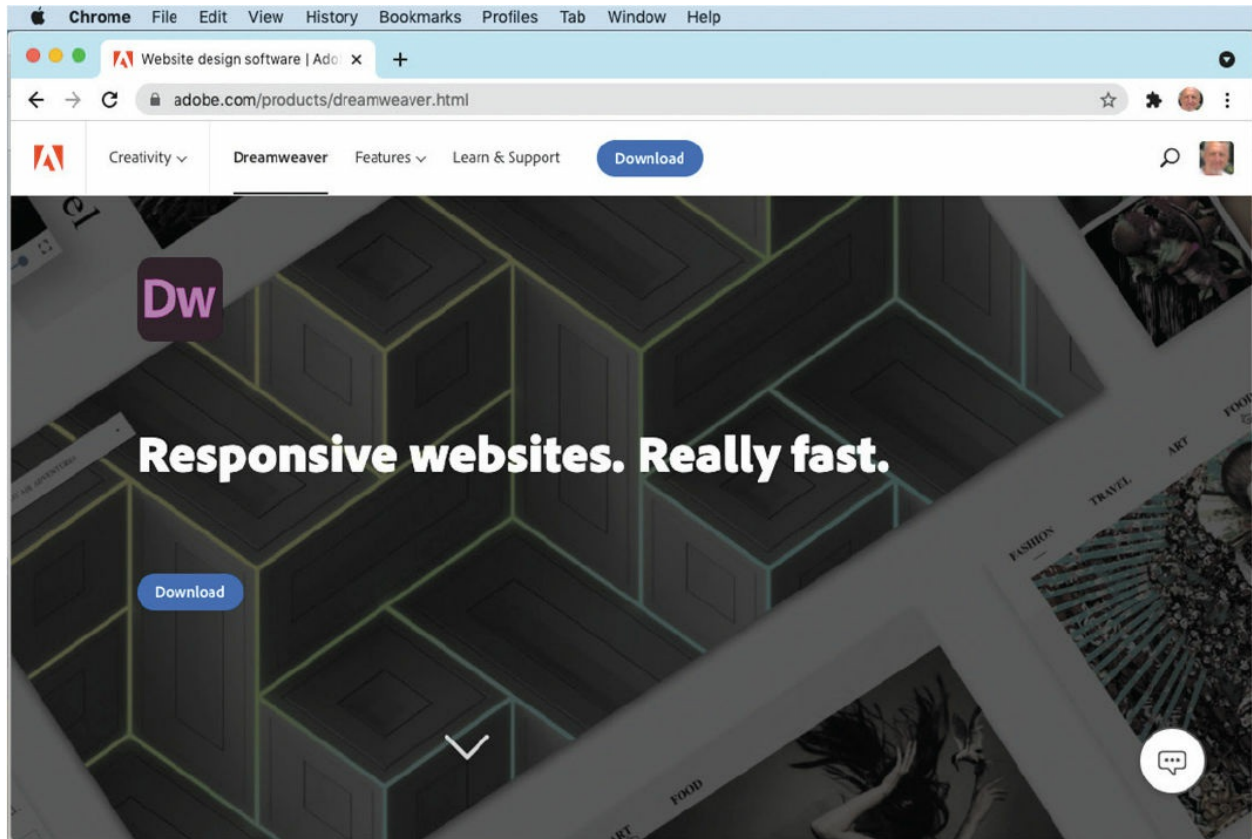 Chrome File Edit View History Bookmarks Profiles Tab Window Help
Website design software | Ado
adobe.com/products/dreamweaver.html
Creativity Dreamweaver Features Learn & Support Download
el
Dw
Responsive websites. Really fast.
FOOD
ART
TRAVEL
FASHION
Download
FOOD
ART